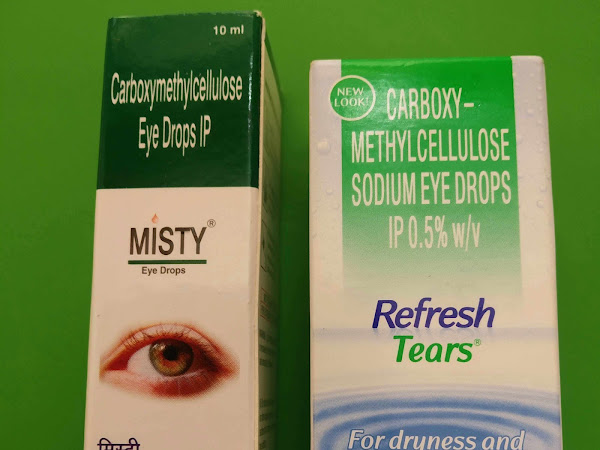 10 ml
Carboxymethylcellulose
Eye Drops IP
MISTY®
Eye Drops
मिस्टी
NEW
LOOK!
CARBOXY-
METHYLCELLULOSE
SODIUM EYE DROPS
IP 0.5% w/v
Refresh
Tears®
For dryness and